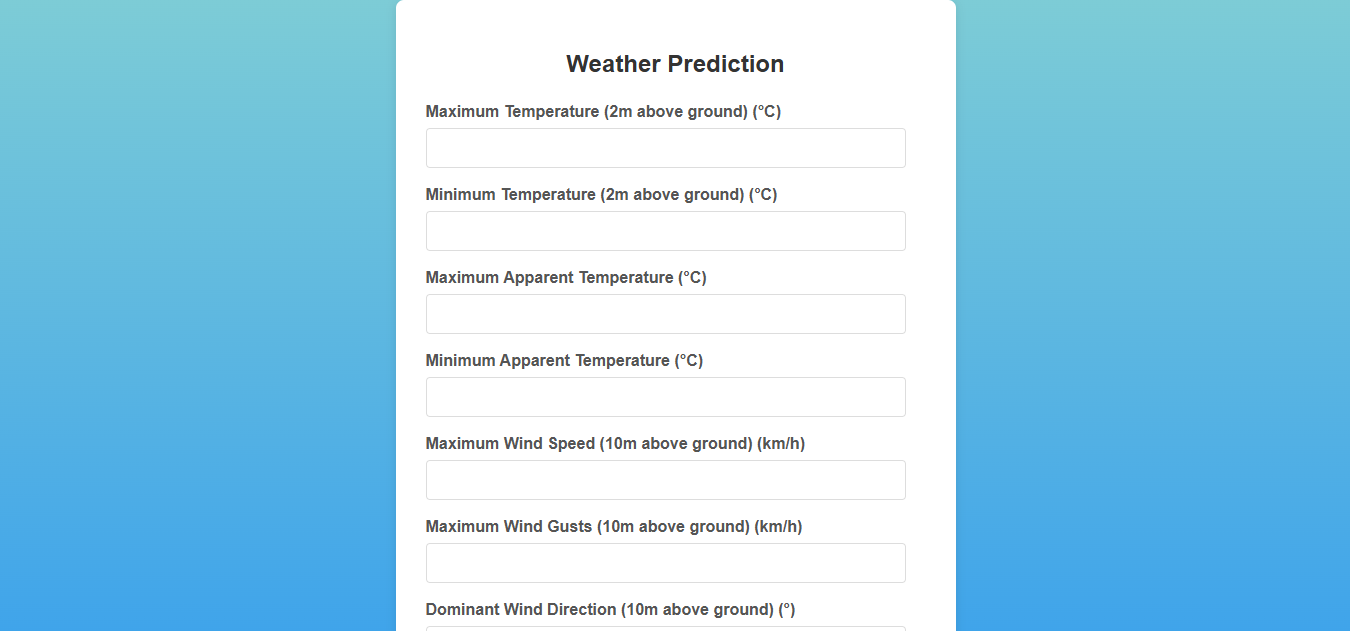 Weather Prediction
Maximum Temperature (2m above ground) (°C)
Minimum Temperature (2m above ground) (°C)
Maximum Apparent Temperature (°C)
Minimum Apparent Temperature (°C)
Maximum Wind Speed (10m above ground) (km/h)
Maximum Wind Gusts (10m above ground) (km/h)
Dominant Wind Direction (10m above ground) (°)